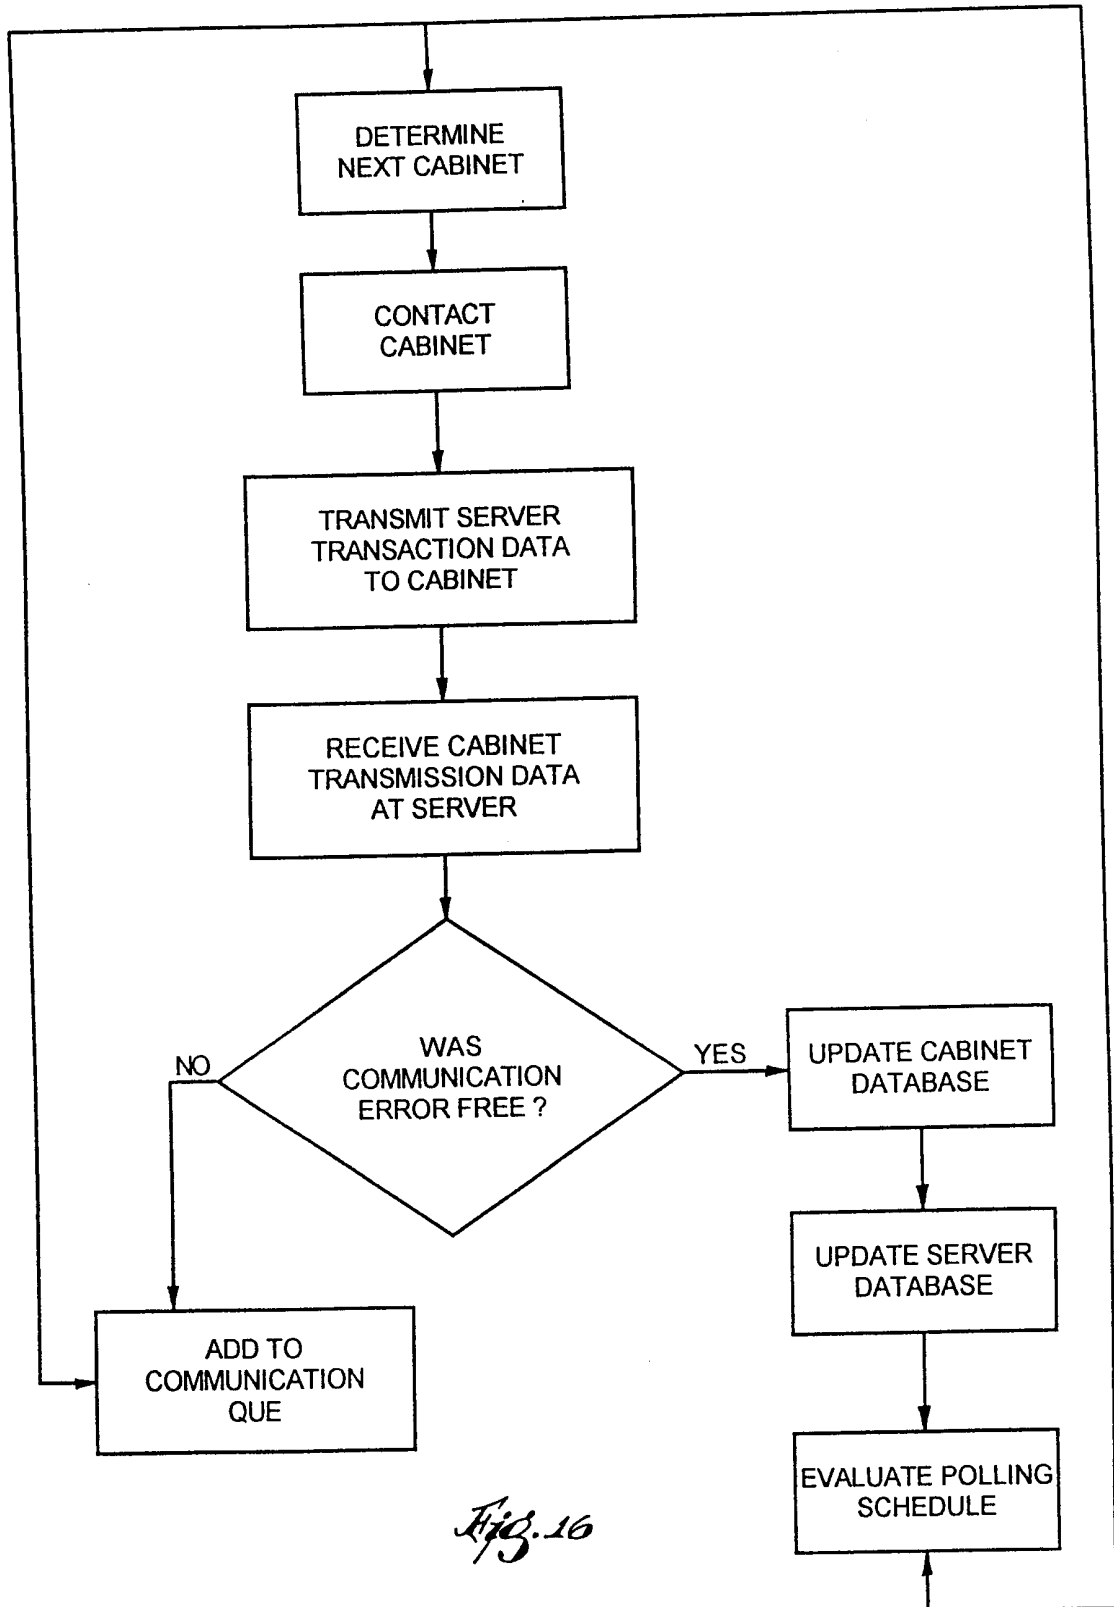 DETERMINE
NEXT CABINET
CONTACT
CABINET
TRANSMIT SERVER
TRANSACTION DATA
TO CABINET
RECEIVE CABINET
TRANSMISSION DATA
AT SERVER
WAS
COMMUNICATION
ERROR FREE ?
NO
YES
UPDATE CABINET
DATABASE
UPDATE SERVER
DATABASE
ADD TO
COMMUNICATION
QUE
EVALUATE POLLING
SCHEDULE
Fig. 16